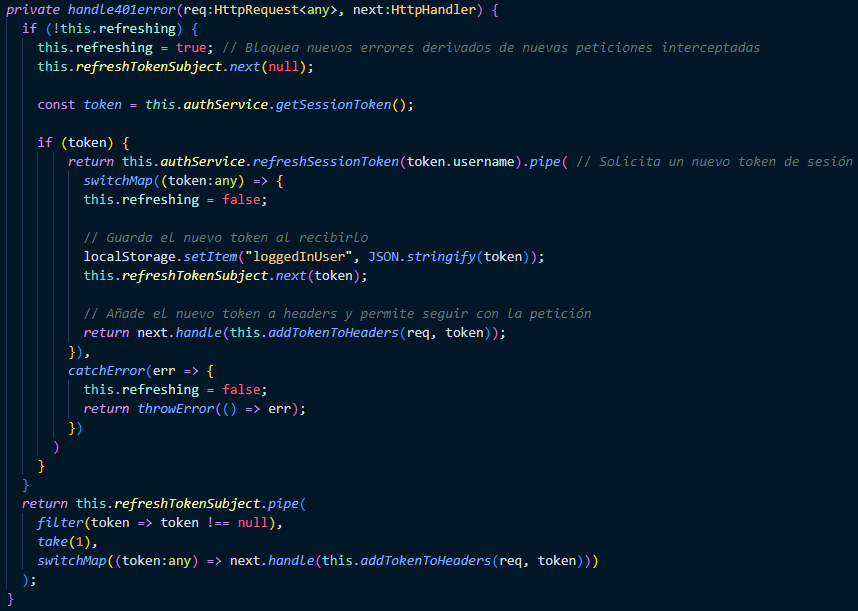 private handle401error(req:HttpRequest<any>, next:HttpHandler) {
  if (!this.refreshing) {
    this.refreshing = true; // Bloquea nuevos errores derivados de nuevas peticiones interceptadas
    this.refreshTokenSubject.next(null);

    const token = this.authService.getSessionToken();

    if (token) {
        return this.authService.refreshSessionToken(token.username).pipe( // Solicita un nuevo token de sesión
          switchMap((token:any) => {
          this.refreshing = false;

          // Guarda el nuevo token al recibirlo
          localStorage.setItem("loggedInUser", JSON.stringify(token));
          this.refreshTokenSubject.next(token);

          // Añade el nuevo token a headers y permite seguir con la petición
          return next.handle(this.addTokenToHeaders(req, token));
        }),
        catchError(err => {
          this.refreshing = false;
          return throwError(() => err);
        })
      )
    }
  }
  return this.refreshTokenSubject.pipe(
    filter(token => token !== null),
    take(1),
    switchMap((token:any) => next.handle(this.addTokenToHeaders(req, token)))
  );
}